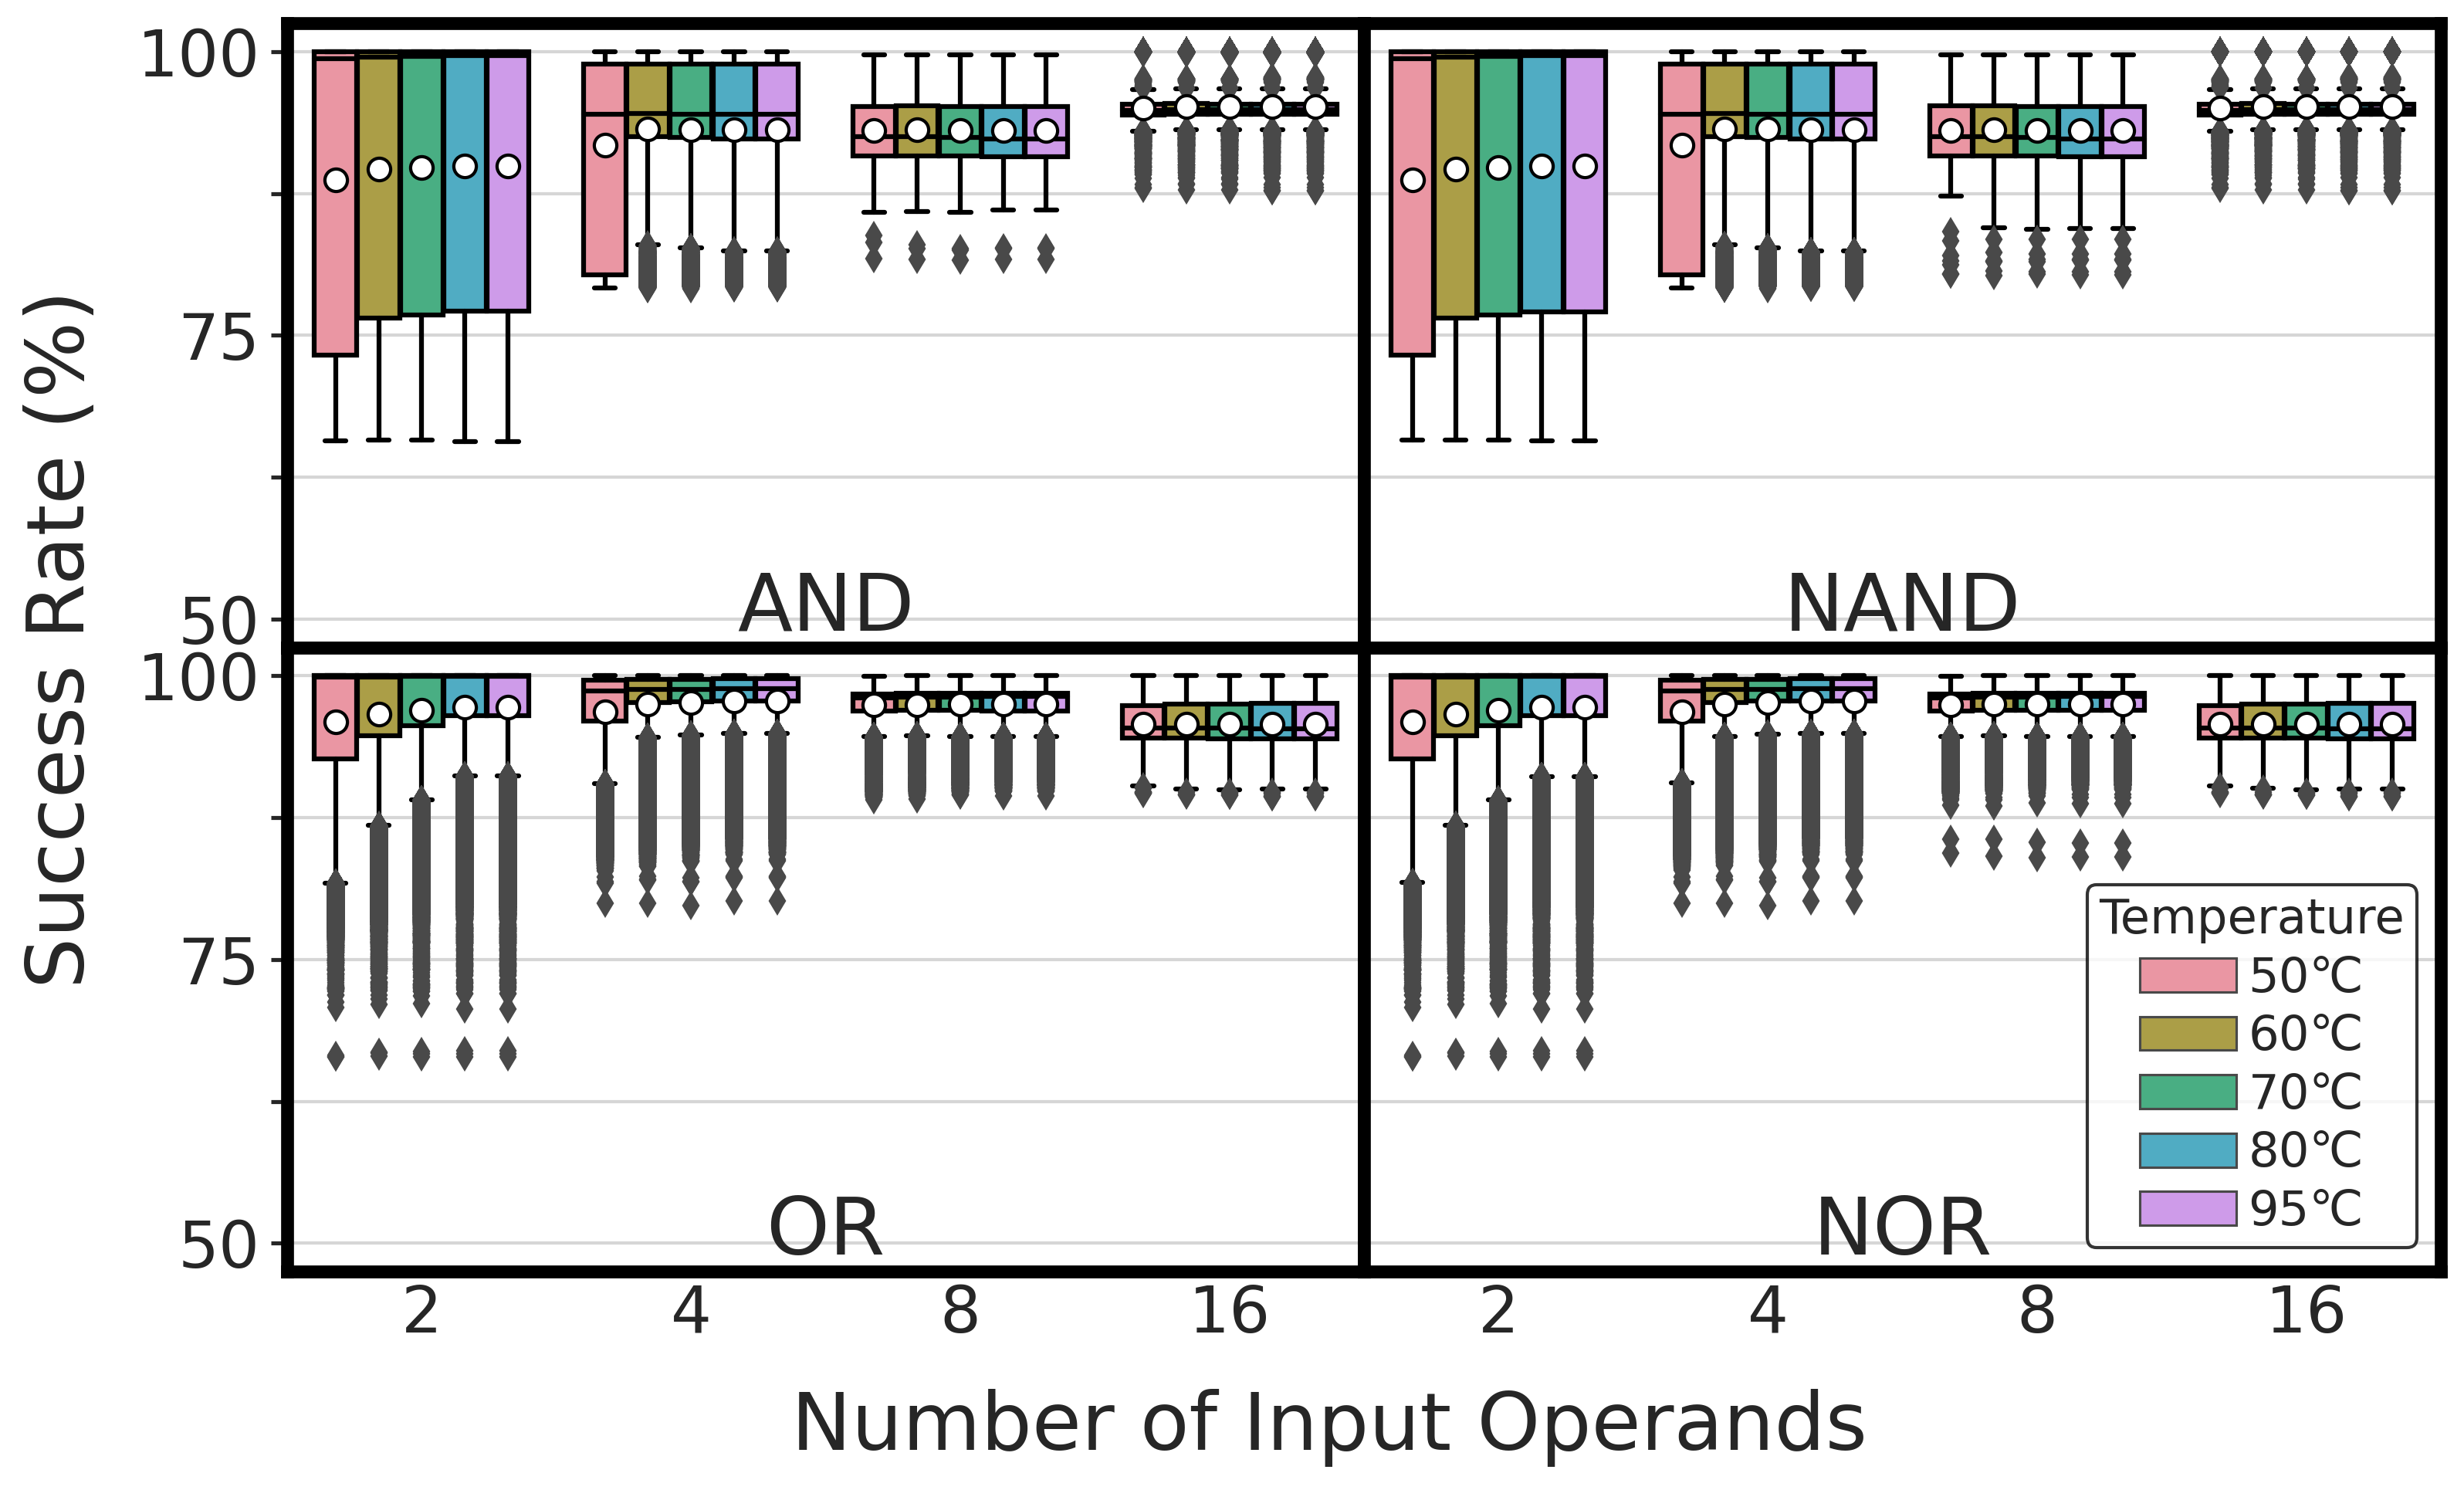 Success Rate (%)
100
75
50
AND
NAND
100
75
50
OR
NOR
Temperature
50℃
60℃
70℃
80℃
95℃
2 4 8 16 2 4 8 16
Number of Input Operands